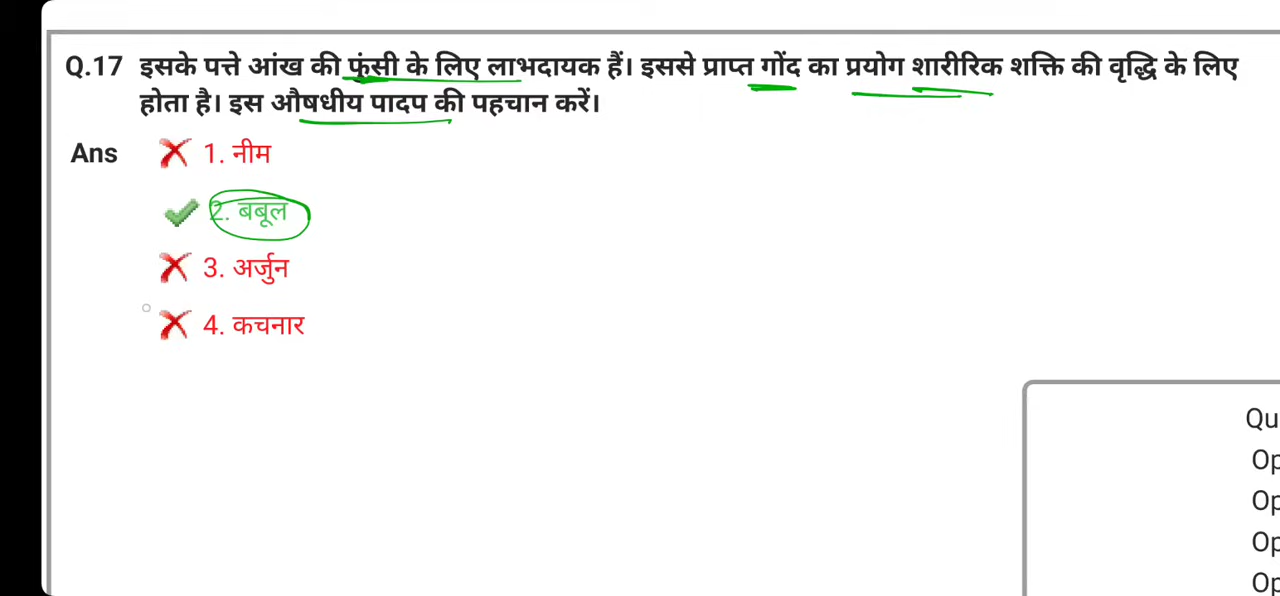 Q.17 इसके पत्ते आंख की फुंसी के लिए लाभदायक हैं। इससे प्राप्त गोंद का प्रयोग शारीरिक शक्ति की वृद्धि के लिए
होता है। इस औषधीय पादप की पहचान करें।
Ans 1. नीम
2. बबूल
3. अर्जुन
4. कचनार
Qu
Op
Op
Op
Op